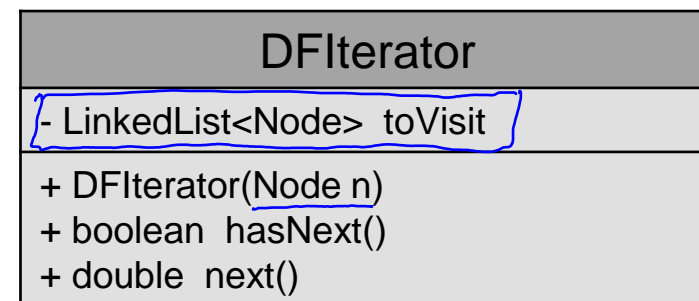 DFIterator
- LinkedList<Node> toVisit
+ DFIterator(Node n)
+ boolean hasNext()
+ double next()